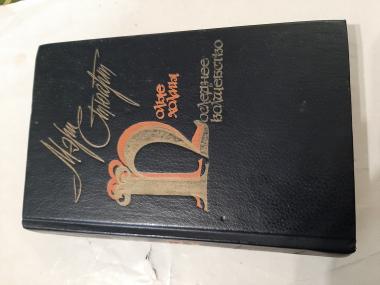 Мэри
Стюарт
Полые
холмы
Последнее
волшебство